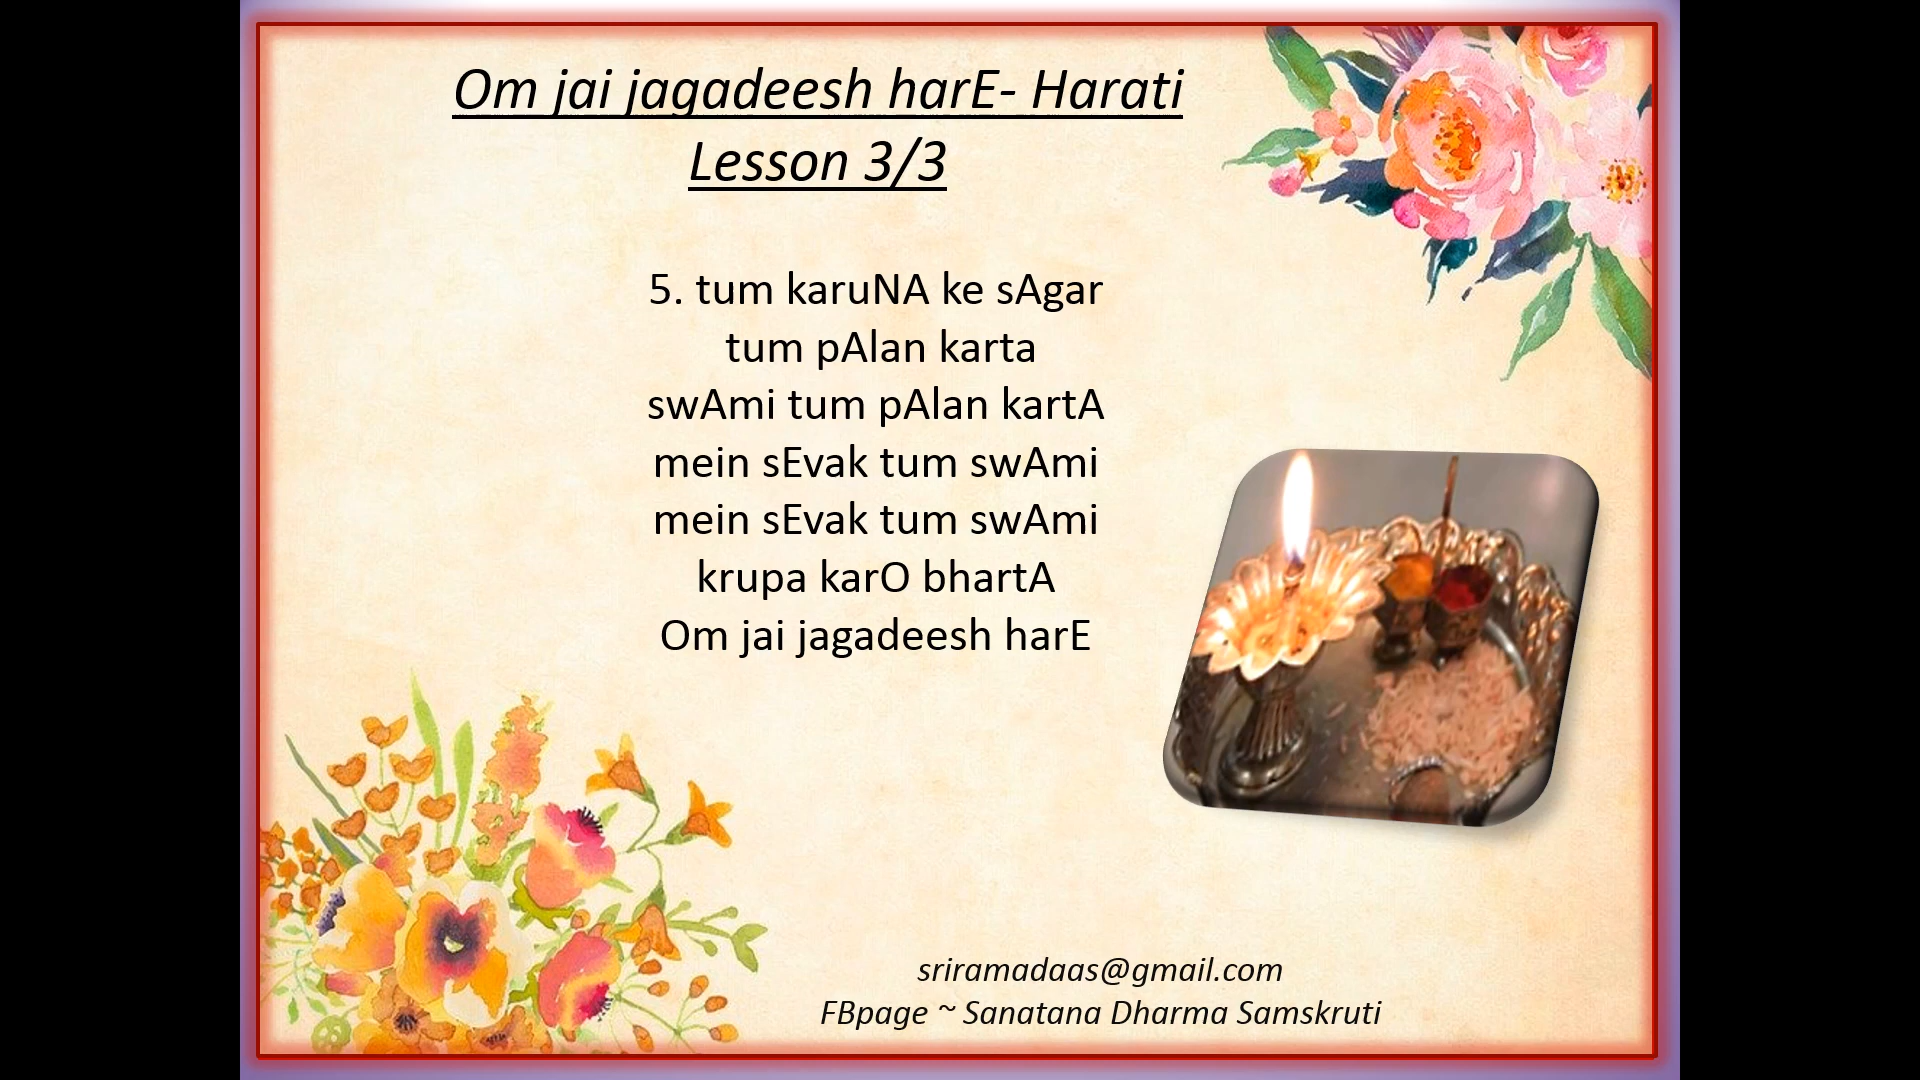 Om jai jagadeesh harE- Harati
Lesson 3/3
5. tum karuNA ke sAgar
tum pAlan karta
swAmi tum pAlan kartA
mein sEvak tum swAmi
mein sEvak tum swAmi
krupa karO bhartA
Om jai jagadeesh harE
sriramadaas@gmail.com
FBpage ~ Sanatana Dharma Samskruti